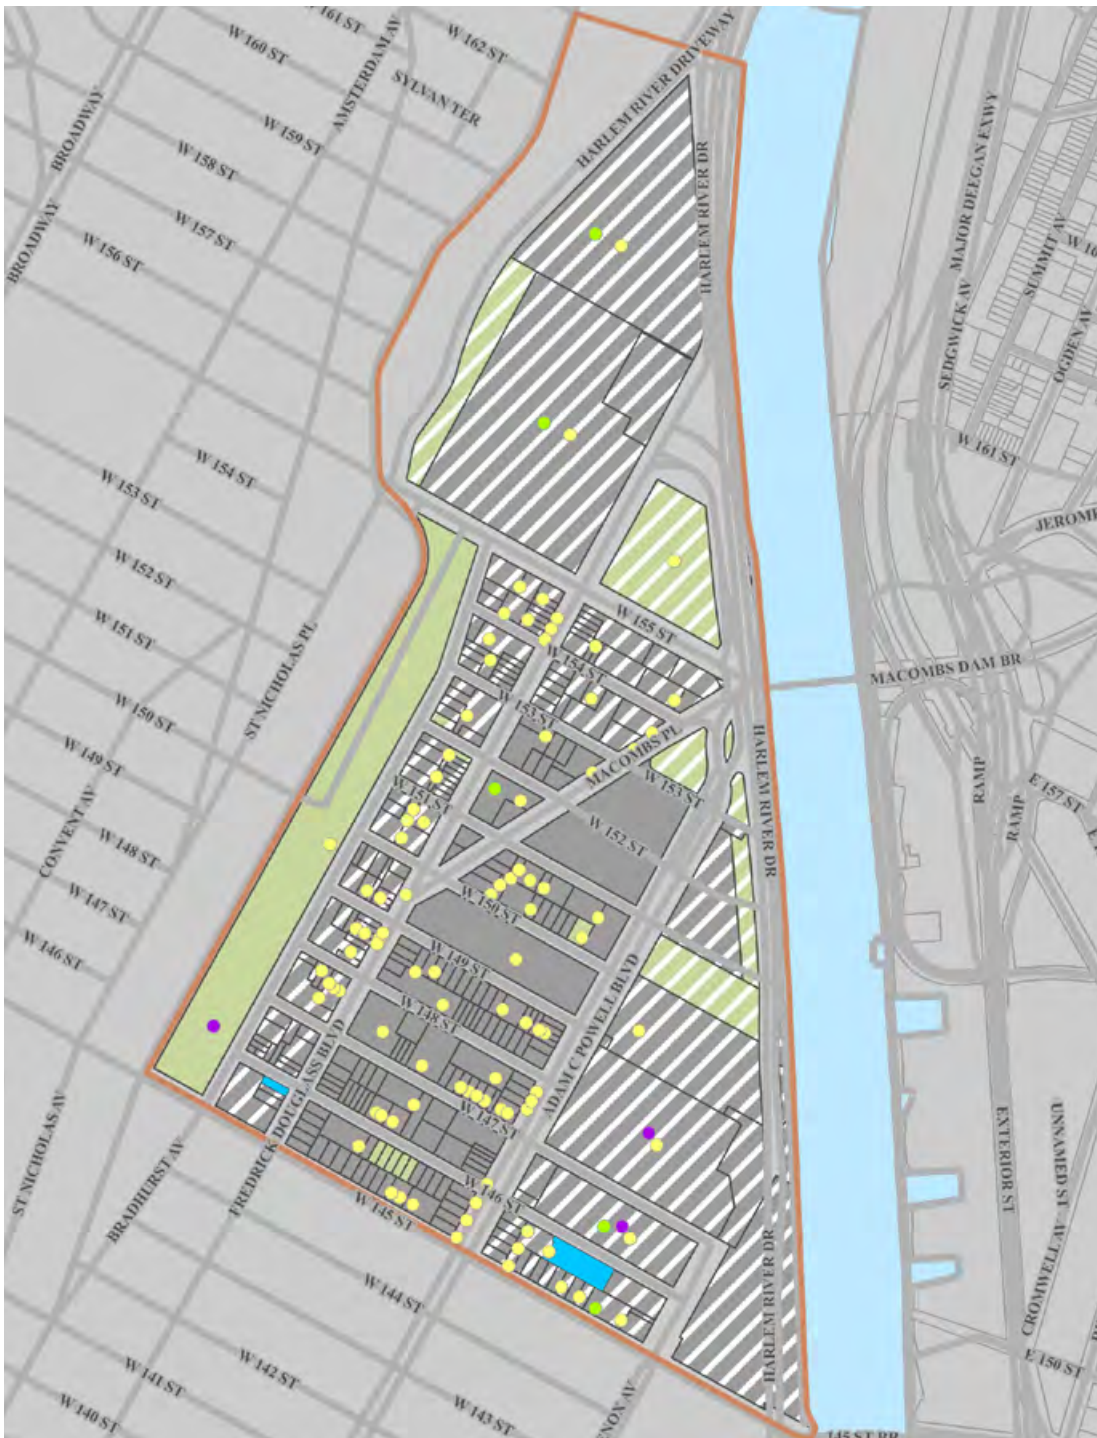 W 161 ST
W 162 ST
W 160 ST
AMSTERDAM AV
SYLVAN TER
HARLEM RIVER DRIVEWAY
BROADWAY
W 159 ST
W 158 ST
HARLEM RIVER DR
MAJOR DEEGAN EXWY
W 157 ST
BROADWAY
W 156 ST
SUMMIT AV
SEDGWICK AV
OGDEN AV
W 154 ST
W 161 ST
W 153 ST
JEROME
W 152 ST
W 155 ST
W 151 ST
ST NICHOLAS PL
W 154 ST
MACOMBS DAM BR
W 150 ST
W 153 ST
W 149 ST
MACOMBS PL
W 153 ST
HARLEM RIVER DR
RAMP
RAMP
E 157 ST
W 151 ST
CONVENT AV
W 148 ST
W 152 ST
W 147 ST
W 150 ST
W 146 ST
W 149 ST
ADAM C POWELL BLVD
W 148 ST
FREDRICK DOUGLASS BLVD
W 147 ST
ST NICHOLAS AV
BRADHURST AV
W 146 ST
W 145 ST
EXTERIOR ST
UNNAMED ST
CROMWELL AV
HARLEM RIVER DR
W 144 ST
E 150 ST
W 142 ST
W 141 ST
W 143 ST
W 140 ST
145 ST BR